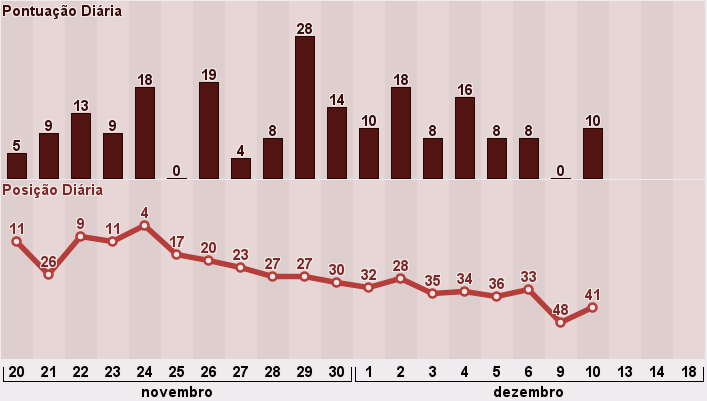 Pontuação Diária
5 9 13 9 18 0 19 4 8 28 14 10 18 8 16 8 8 0 10
Posição Diária
11 26 9 11 4 17 20 23 27 27 30 32 28 35 34 36 33 48 41
20 21 22 23 24 25 26 27 28 29 30 1 2 3 4 5 6 9 10 13 14 18
novembro dezembro